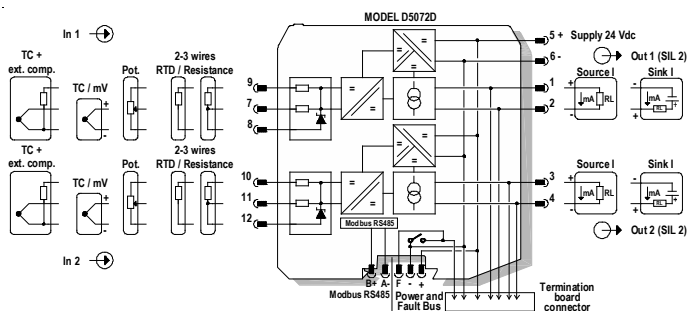 MODEL D5072D
In 1
5 + Supply 24 Vdc
6 -
Out 1 (SIL 2)
TC +
ext. comp.
TC / mV
+
-
Pot.
2-3 wires
RTD / Resistance
9
7
8
=
=
=
=
1
2
Source I
+
-
mA
RL
Sink I
-
+
mA
RL
+
TC +
ext. comp.
TC / mV
+
-
Pot.
2-3 wires
RTD / Resistance
10
11
12
=
=
=
=
3
4
Source I
+
-
mA
RL
Sink I
-
+
mA
RL
+
Out 2 (SIL 2)
In 2
Modbus RS485
B+ A- F - +
Modbus RS485
Power and
Fault Bus
Termination
board
connector